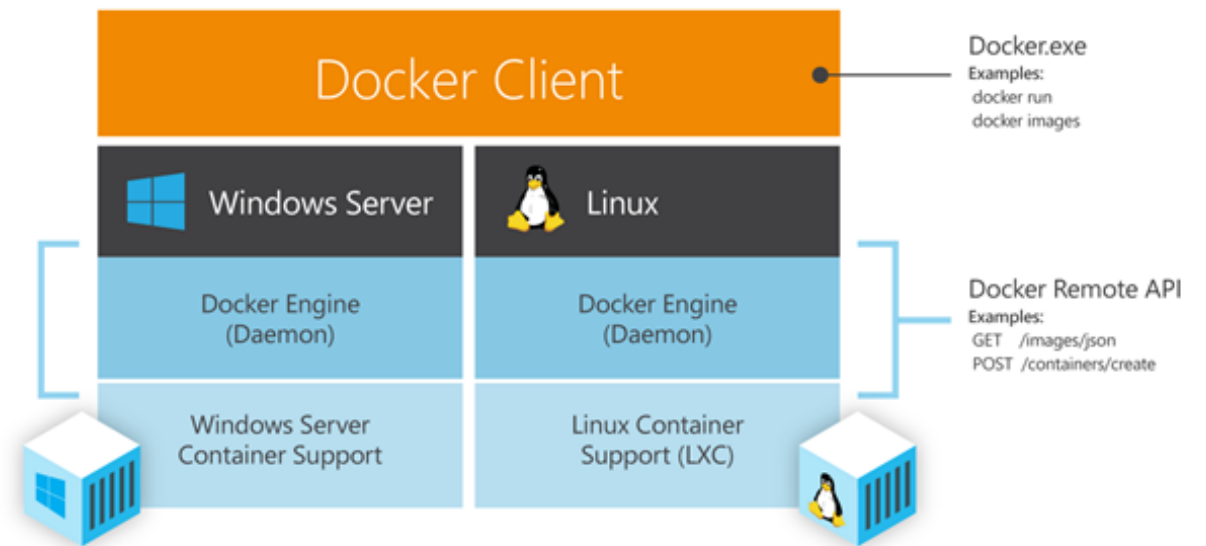 Docker Client
Docker.exe
Examples:
docker run
docker images
Windows Server
Linux
Docker Engine
(Daemon)
Docker Engine
(Daemon)
Docker Remote API
Examples:
GET /images/json
POST /containers/create
Windows Server
Container Support
Linux Container
Support (LXC)